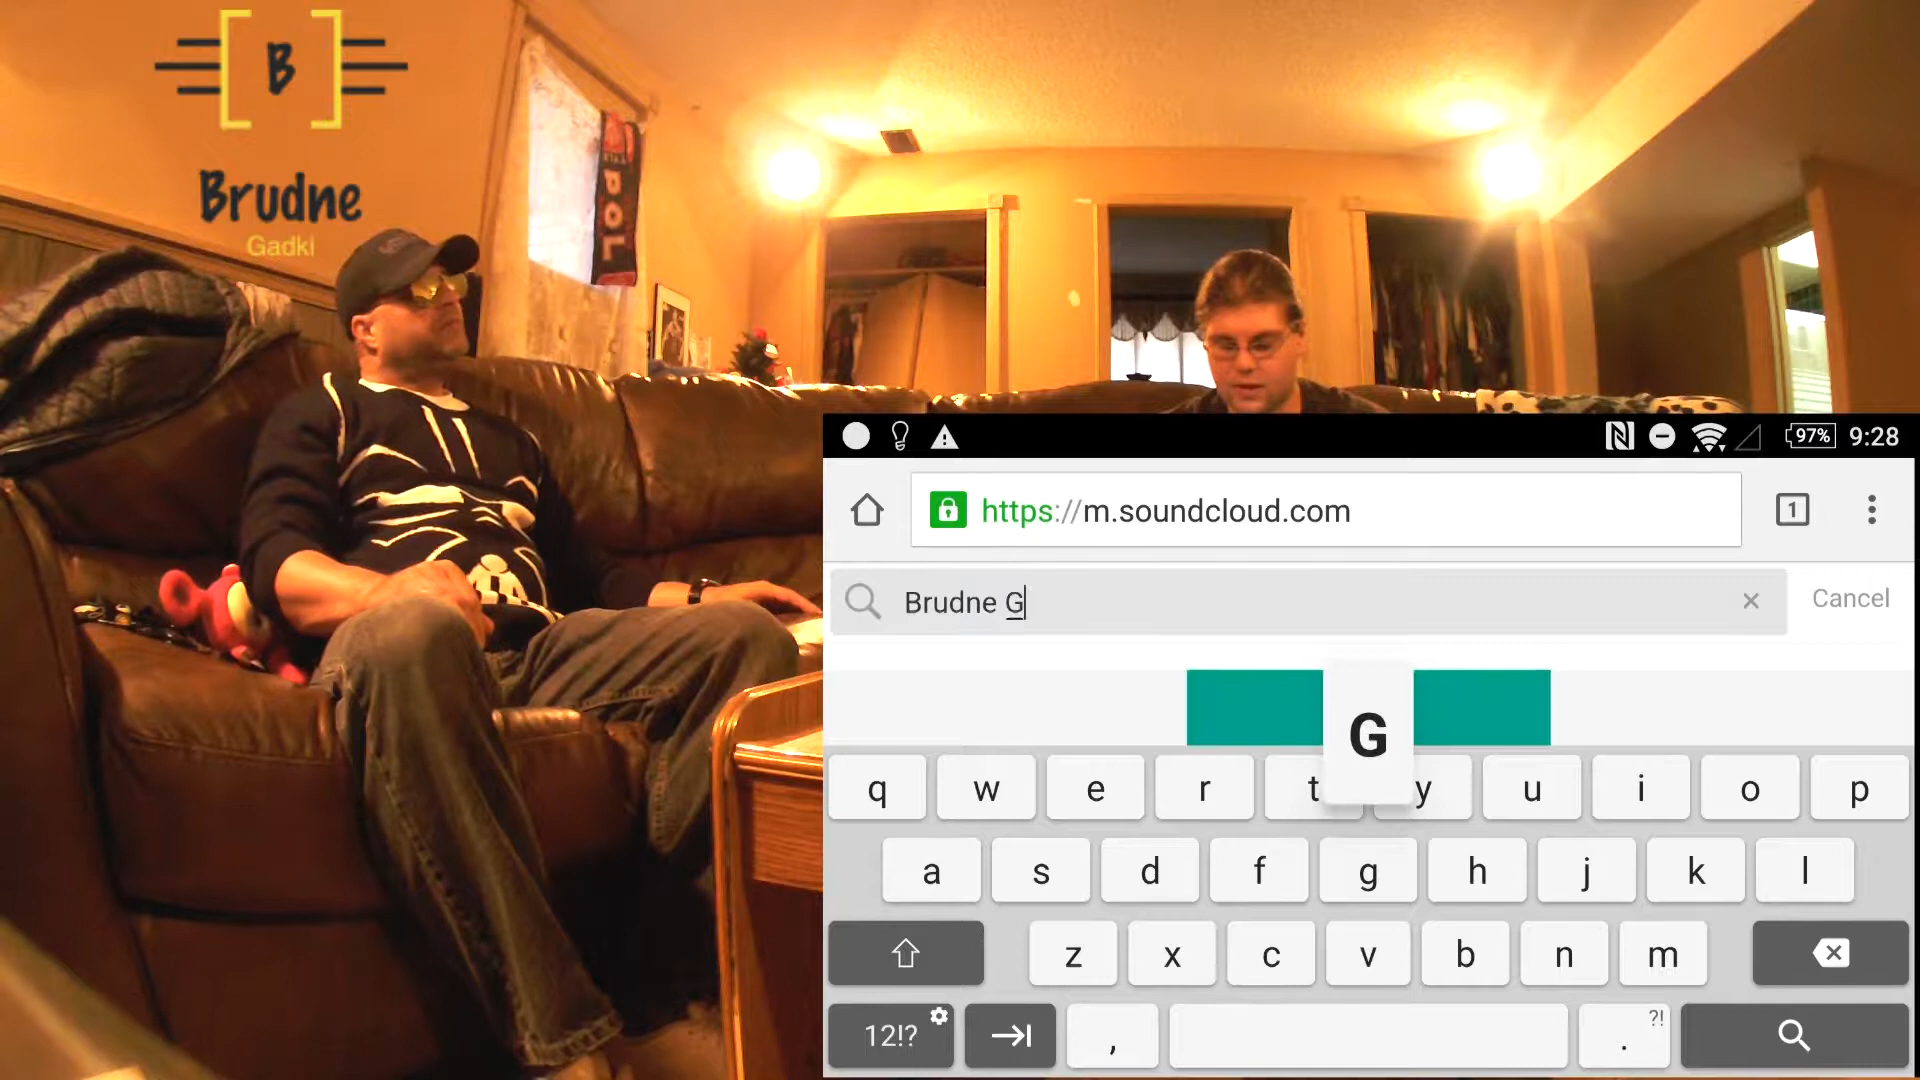 B
Brudne
Gadki
POL
97% 9:28
https://m.soundcloud.com
1
Brudne G
Cancel
G
q w e r t y u i o p
a s d f g h j k l
z x c v b n m
12!? , . ?!